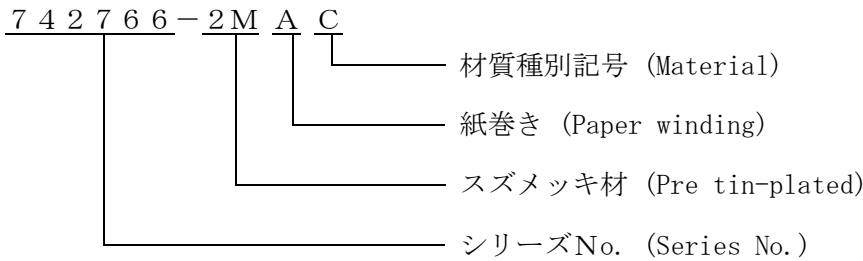 ７４２７６６－２Ｍ Ａ Ｃ
材質種別記号 (Material)
紙巻き (Paper winding)
スズメッキ材 (Pre tin-plated)
シリーズＮo. (Series No.)